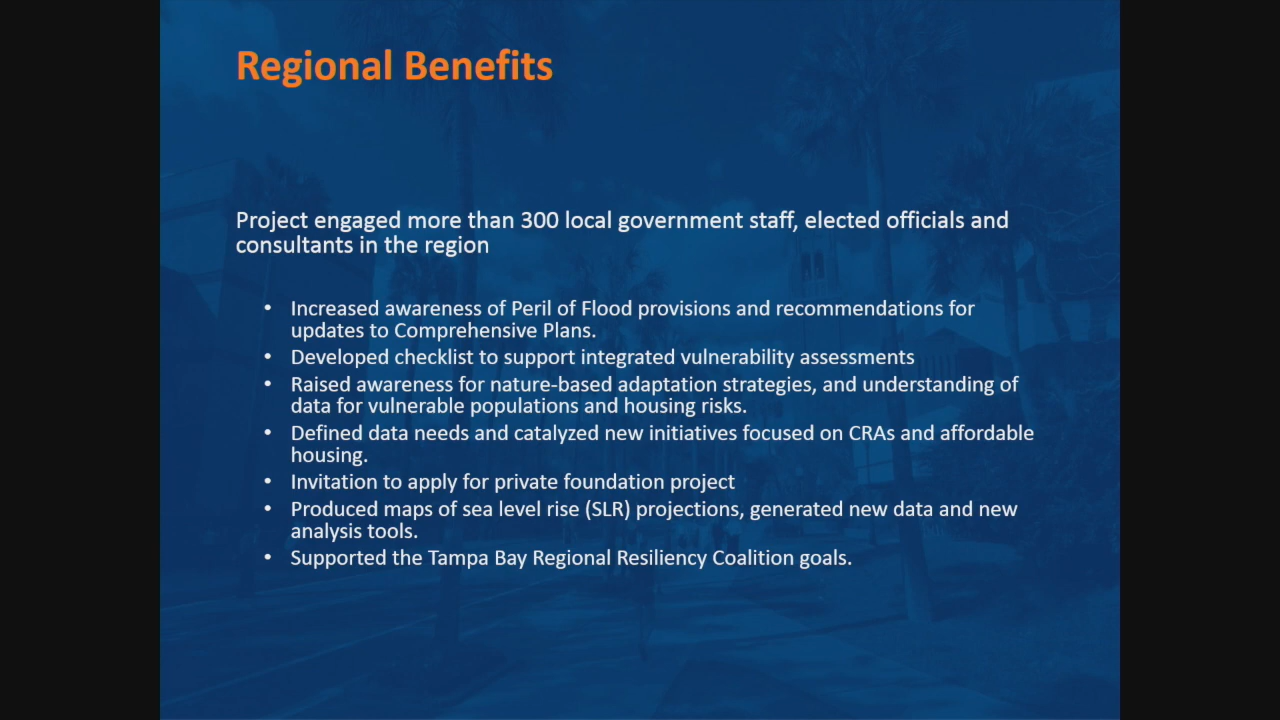 Regional Benefits
Project engaged more than 300 local government staff, elected officials and
consultants in the region
• Increased awareness of Peril of Flood provisions and recommendations for
updates to Comprehensive Plans.
• Developed checklist to support integrated vulnerability assessments
• Raised awareness for nature-based adaptation strategies, and understanding of
data for vulnerable populations and housing risks.
• Defined data needs and catalyzed new initiatives focused on CRAs and affordable
housing.
• Invitation to apply for private foundation project
• Produced maps of sea level rise (SLR) projections, generated new data and new
analysis tools.
• Supported the Tampa Bay Regional Resiliency Coalition goals.